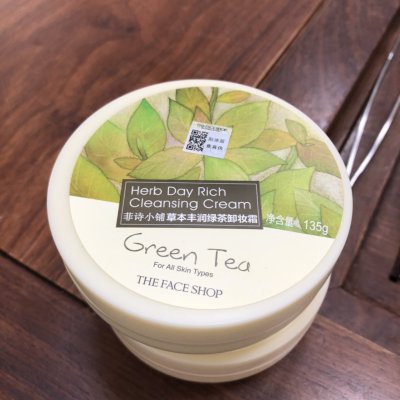 Herb Day Rich
Cleansing Cream
菲诗小铺 草本丰润绿茶卸妆霜
净含量: 135g
Green Tea
For All Skin Types
THE FACE SHOP